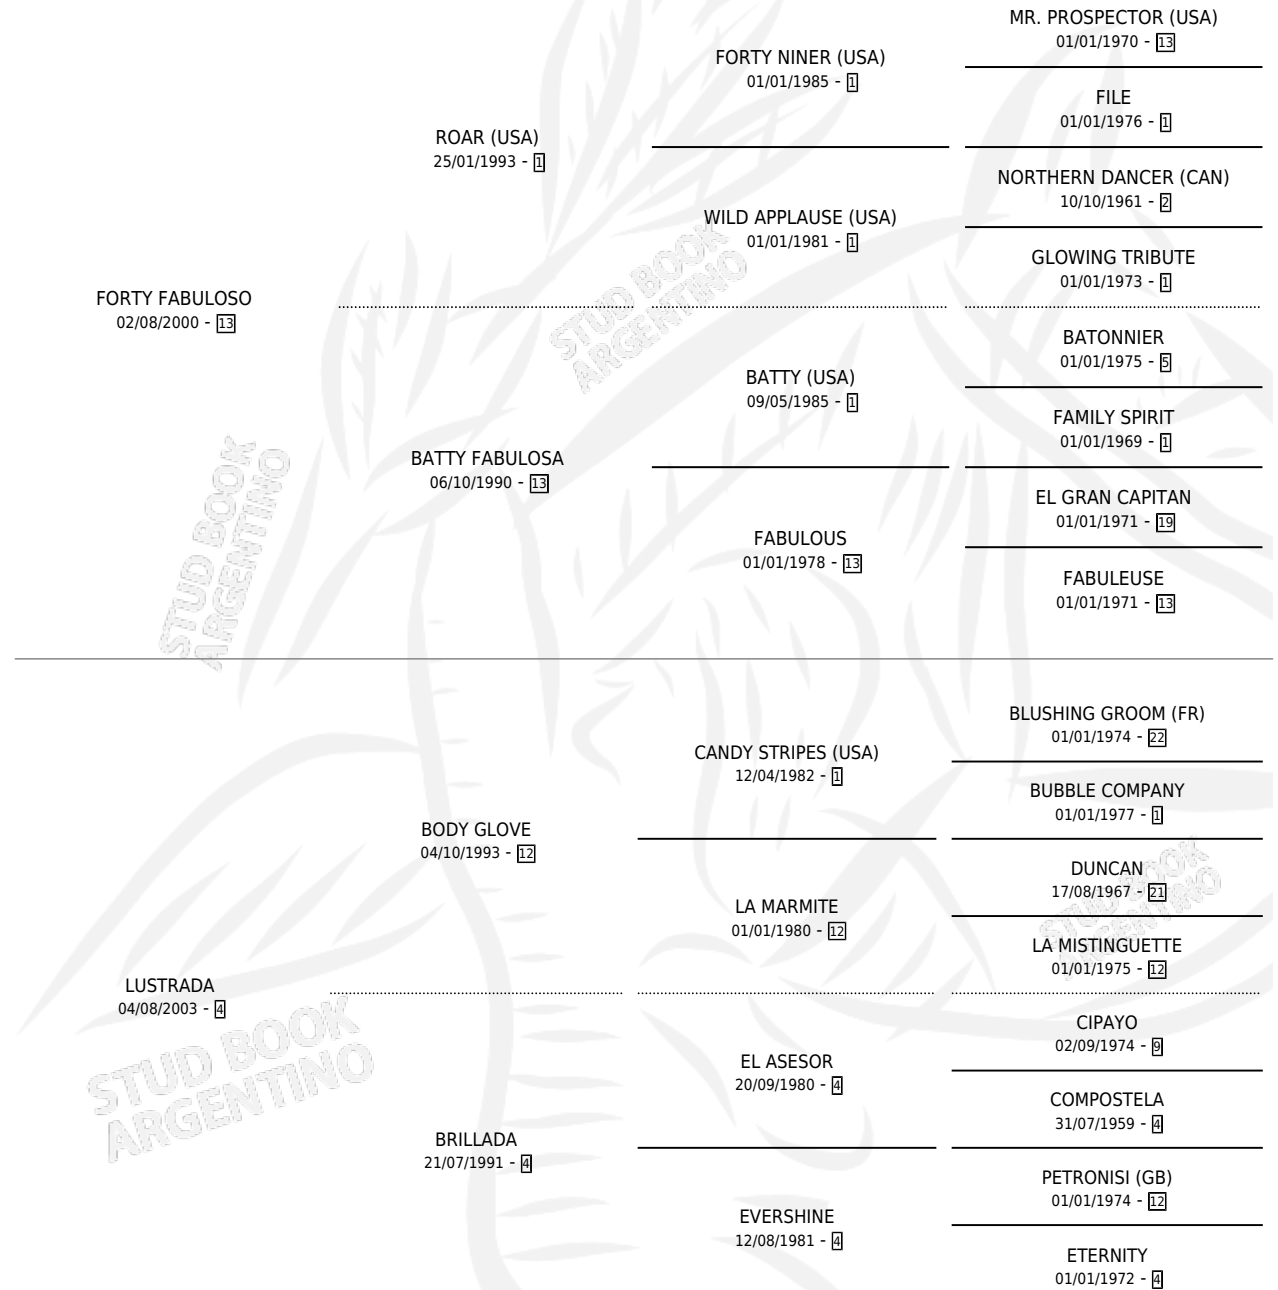 MR. PROSPECTOR (USA)
01/01/1970 - 13
FORTY NINER (USA)
01/01/1985 - 1
FILE
01/01/1976 - 1
ROAR (USA)
25/01/1993 - 1
NORTHERN DANCER (CAN)
10/10/1961 - 2
WILD APPLAUSE (USA)
01/01/1981 - 1
GLOWING TRIBUTE
01/01/1973 - 1
FORTY FABULOSO
02/08/2000 - 13
BATONNIER
01/01/1975 - 5
BATTY (USA)
09/05/1985 - 1
FAMILY SPIRIT
01/01/1969 - 1
BATTY FABULOSA
06/10/1990 - 13
EL GRAN CAPITAN
01/01/1971 - 19
FABULOUS
01/01/1978 - 13
FABULEUSE
01/01/1971 - 13
BLUSHING GROOM (FR)
01/01/1974 - 22
CANDY STRIPES (USA)
12/04/1982 - 1
BUBBLE COMPANY
01/01/1977 - 1
BODY GLOVE
04/10/1993 - 12
DUNCAN
17/08/1967 - 21
LA MARMITE
01/01/1980 - 12
LA MISTINGUETTE
01/01/1975 - 12
LUSTRADA
04/08/2003 - 4
CIPAYO
02/09/1974 - 9
EL ASESOR
20/09/1980 - 4
COMPOSTELA
31/07/1959 - 4
BRILLADA
21/07/1991 - 4
PETRONISI (GB)
01/01/1974 - 12
EVERSHINE
12/08/1981 - 4
ETERNITY
01/01/1972 - 4
STUD BOOK
ARGENTINO
STUD BOOK
ARGENTINO
STUD BOOK
ARGENTINO
STUD BOOK
ARGENTINO